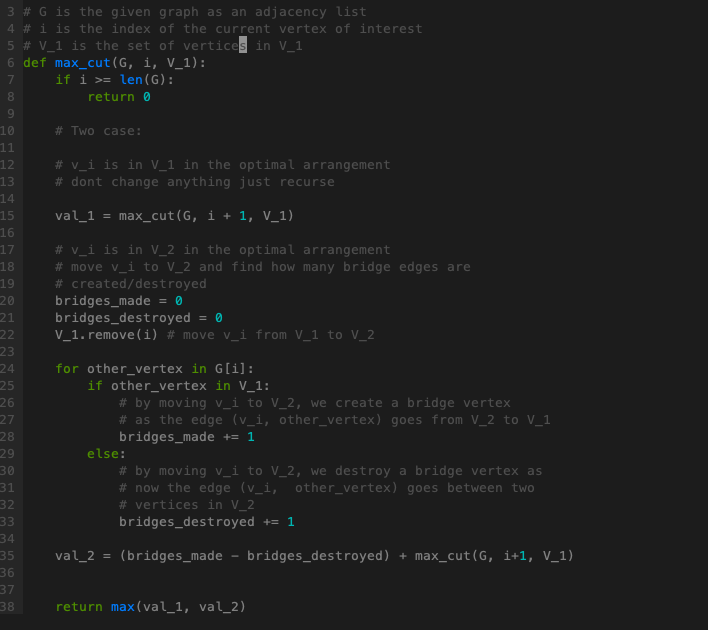 3 # G is the given graph as an adjacency list
4 # i is the index of the current vertex of interest
5 # V_1 is the set of vertices in V_1
6 def max_cut(G, i, V_1):
7     if i >= len(G):
8         return 0
9
10     # Two case:
11
12     # v_i is in V_1 in the optimal arrangement
13     # dont change anything just recurse
14
15     val_1 = max_cut(G, i + 1, V_1)
16
17     # v_i is in V_2 in the optimal arrangement
18     # move v_i to V_2 and find how many bridge edges are
19     # created/destroyed
20     bridges_made = 0
21     bridges_destroyed = 0
22     V_1.remove(i) # move v_i from V_1 to V_2
23
24     for other_vertex in G[i]:
25         if other_vertex in V_1:
26             # by moving v_i to V_2, we create a bridge vertex
27             # as the edge (v_i, other_vertex) goes from V_2 to V_1
28             bridges_made += 1
29         else:
30             # by moving v_i to V_2, we destroy a bridge vertex as
31             # now the edge (v_i,  other_vertex) goes between two
32             # vertices in V_2
33             bridges_destroyed += 1
34
35     val_2 = (bridges_made - bridges_destroyed) + max_cut(G, i+1, V_1)
36
37
38     return max(val_1, val_2)